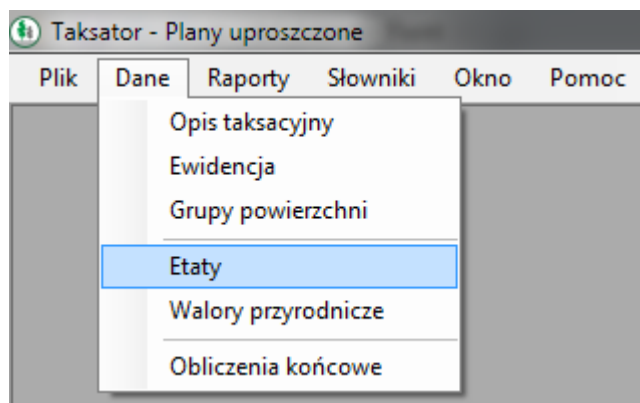 Taksator - Plany uproszczone
Plik Dane Raporty Słowniki Okno Pomoc
Opis taksacyjny
Ewidencja
Grupy powierzchni
Etaty
Walory przyrodnicze
Obliczenia końcowe